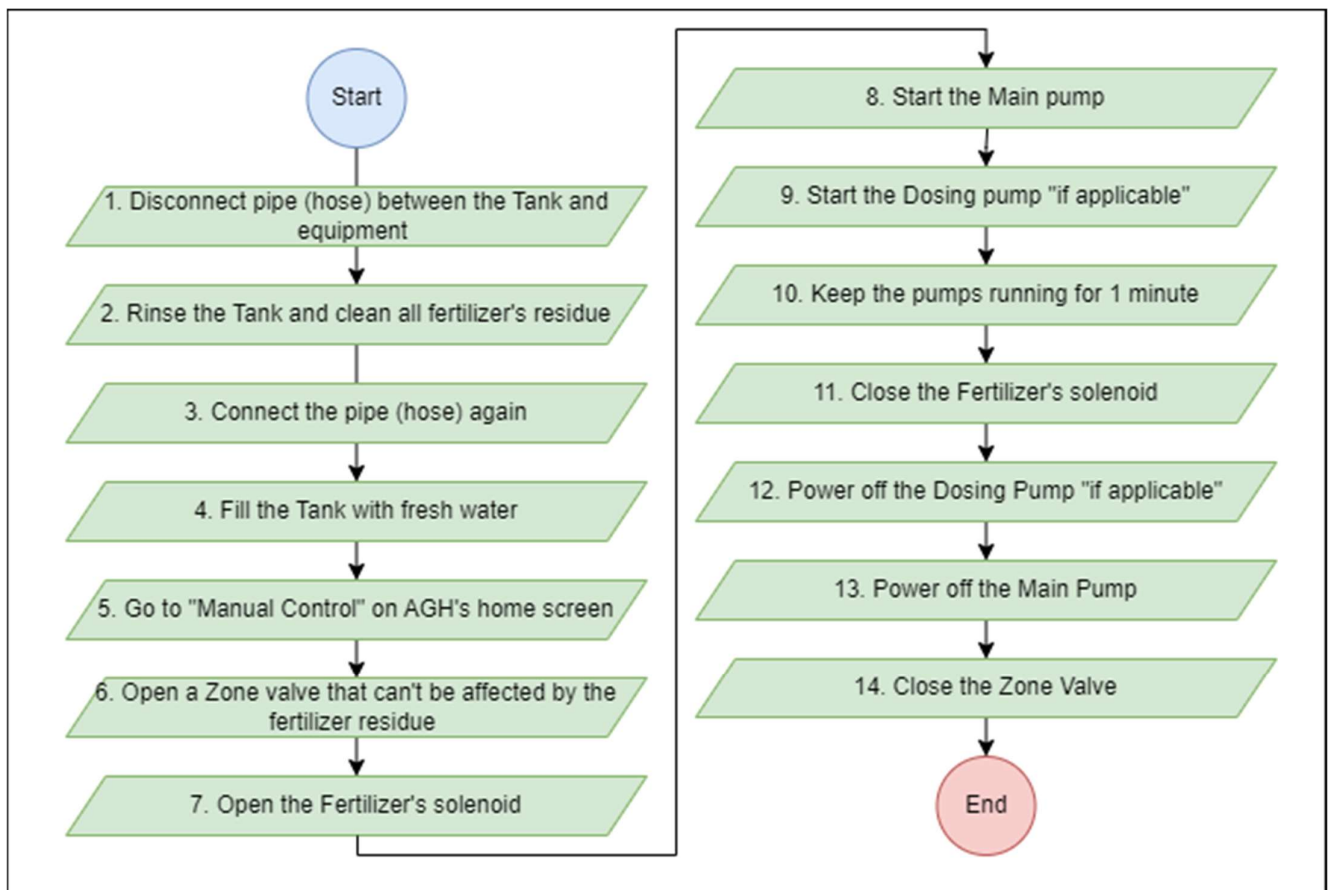 Start
1. Disconnect pipe (hose) between the Tank and
equipment
2. Rinse the Tank and clean all fertilizer's residue
3. Connect the pipe (hose) again
4. Fill the Tank with fresh water
5. Go to "Manual Control" on AGH's home screen
6. Open a Zone valve that can't be affected by the
fertilizer residue
7. Open the Fertilizer's solenoid
8. Start the Main pump
9. Start the Dosing pump "if applicable"
10. Keep the pumps running for 1 minute
11. Close the Fertilizer's solenoid
12. Power off the Dosing Pump "if applicable"
13. Power off the Main Pump
14. Close the Zone Valve
End